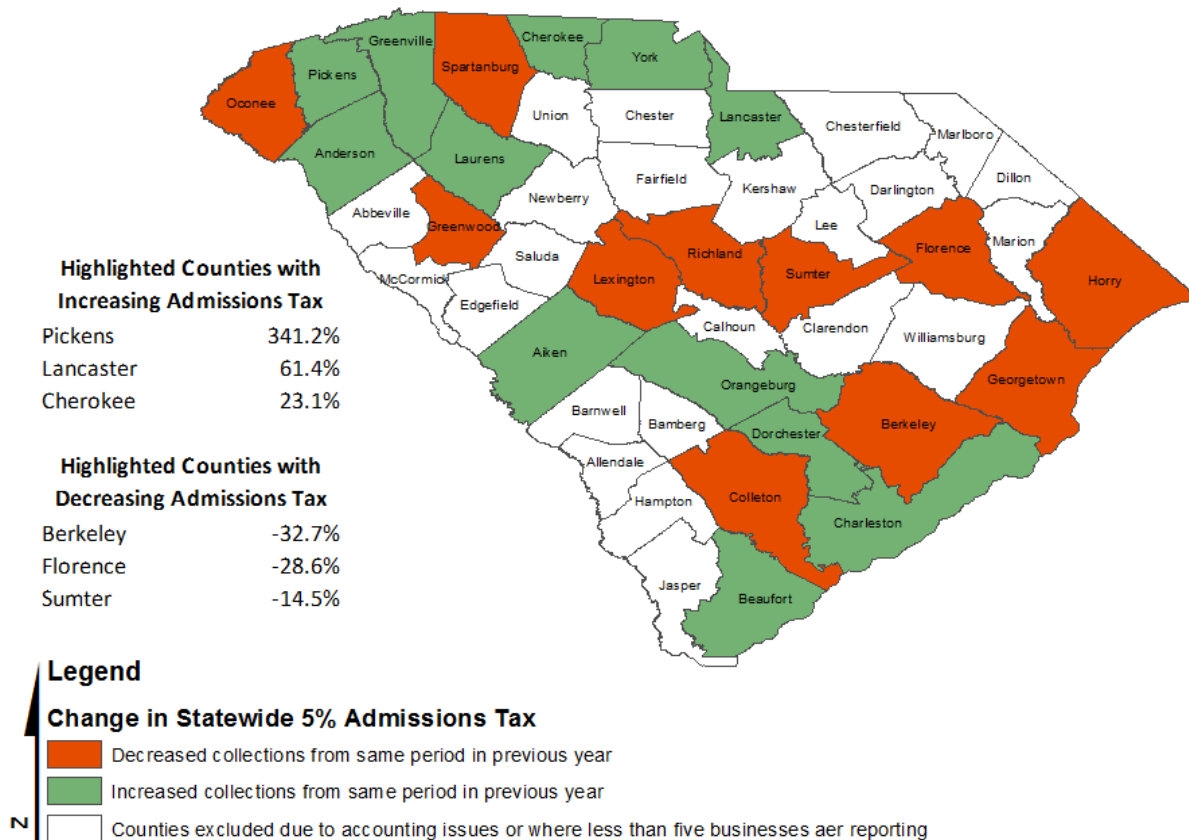 Cherokee
Greenville
York
Spartanburg
Pickens
Oconee
Union
Chester
Lancaster
Chesterfield
Marlboro
Anderson
Laurens
Fairfield
Kershaw
Darlington
Dillon
Newberry
Abbeville
Greenwood
Lee
Saluda
Richland
Florence
Marion
McCormick
Lexington
Sumter
Horry
Edgefield
Calhoun
Clarendon
Williamsburg
Aiken
Georgetown
Orangeburg
Barnwell
Bamberg
Berkeley
Dorchester
Allendale
Colleton
Hampton
Charleston
Jasper
Beaufort
Highlighted Counties with
Increasing Admissions Tax
Pickens 341.2%
Lancaster 61.4%
Cherokee 23.1%
Highlighted Counties with
Decreasing Admissions Tax
Berkeley -32.7%
Florence -28.6%
Sumter -14.5%
Legend
Change in Statewide 5% Admissions Tax
Decreased collections from same period in previous year
Increased collections from same period in previous year
Counties excluded due to accounting issues or where less than five businesses aer reporting
N